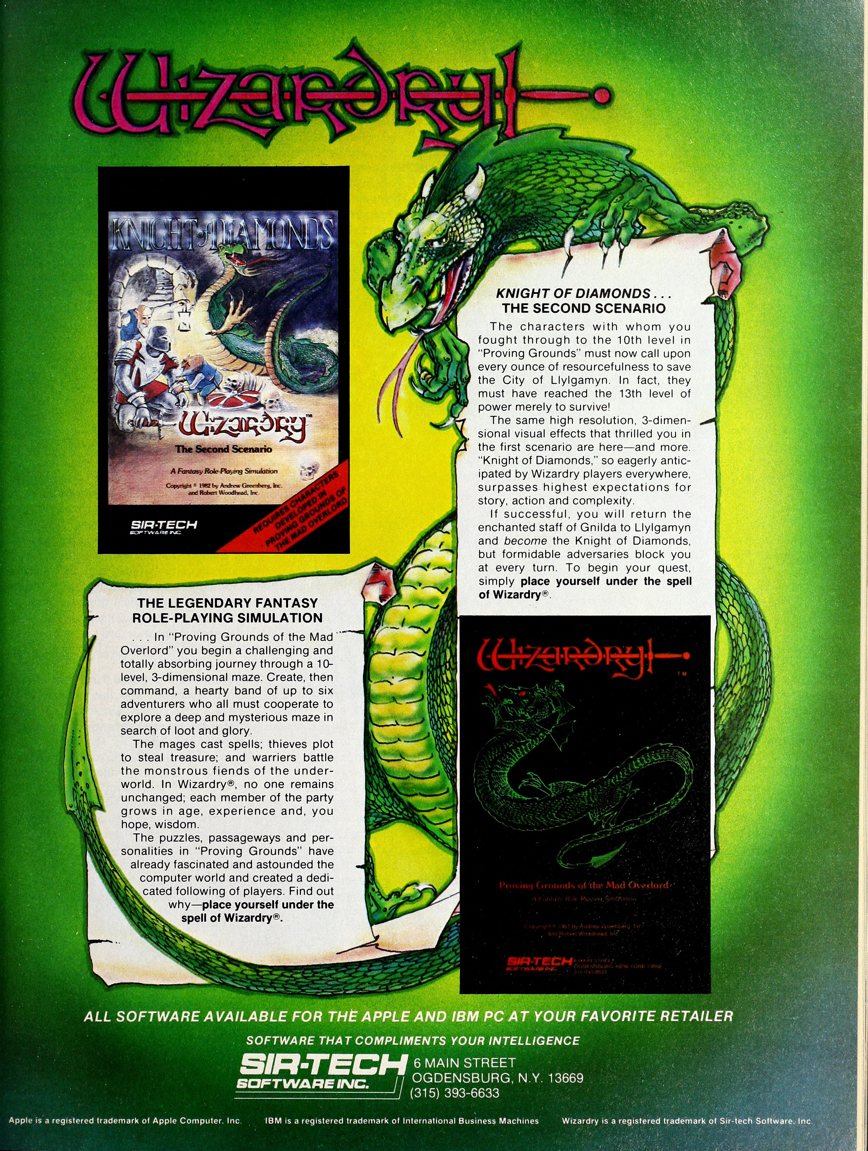 Wizardry
KNIGHT OF DIAMONDS
Wizardry™
The Second Scenario
A Fantasy Role-Playing Simulation
Copyright © 1982 by Andrew Greenberg, Inc.
and Robert Woodhead, Inc.
REQUIRES CHARACTERS
DEVELOPED IN
PROVING GROUNDS OF
THE MAD OVERLORD
SIR-TECH
SOFTWARE INC.
KNIGHT OF DIAMONDS . . .
THE SECOND SCENARIO
The characters with whom you
fought through to the 10th level in
"Proving Grounds" must now call upon
every ounce of resourcefulness to save
the City of Llylgamyn. In fact, they
must have reached the 13th level of
power merely to survive!
The same high resolution, 3-dimen-
sional visual effects that thrilled you in
the first scenario are here—and more.
"Knight of Diamonds," so eagerly antic-
ipated by Wizardry players everywhere,
surpasses highest expectations for
story, action and complexity.
If successful, you will return the
enchanted staff of Gnilda to Llylgamyn
and become the Knight of Diamonds,
but formidable adversaries block you
at every turn. To begin your quest,
simply place yourself under the spell
of Wizardry®.
THE LEGENDARY FANTASY
ROLE-PLAYING SIMULATION
. . . In "Proving Grounds of the Mad
Overlord" you begin a challenging and
totally absorbing journey through a 10-
level, 3-dimensional maze. Create, then
command, a hearty band of up to six
adventurers who all must cooperate to
explore a deep and mysterious maze in
search of loot and glory.
The mages cast spells; thieves plot
to steal treasure; and warriers battle
the monstrous fiends of the under-
world. In Wizardry®, no one remains
unchanged; each member of the party
grows in age, experience and, you
hope, wisdom.
The puzzles, passageways and per-
sonalities in "Proving Grounds" have
already fascinated and astounded the
computer world and created a dedi-
cated following of players. Find out
why—place yourself under the
spell of Wizardry®.
Wizardry
™
Proving Grounds of the Mad Overlord
A Fantasy Role-Playing Simulation
SIR-TECH
SOFTWARE INC.
ALL SOFTWARE AVAILABLE FOR THE APPLE AND IBM PC AT YOUR FAVORITE RETAILER
SOFTWARE THAT COMPLIMENTS YOUR INTELLIGENCE
SIR-TECH
SOFTWARE INC.
6 MAIN STREET
OGDENSBURG, N.Y. 13669
(315) 393-6633
Apple is a registered trademark of Apple Computer, Inc. IBM is a registered trademark of International Business Machines Wizardry is a registered trademark of Sir-tech Software, Inc.